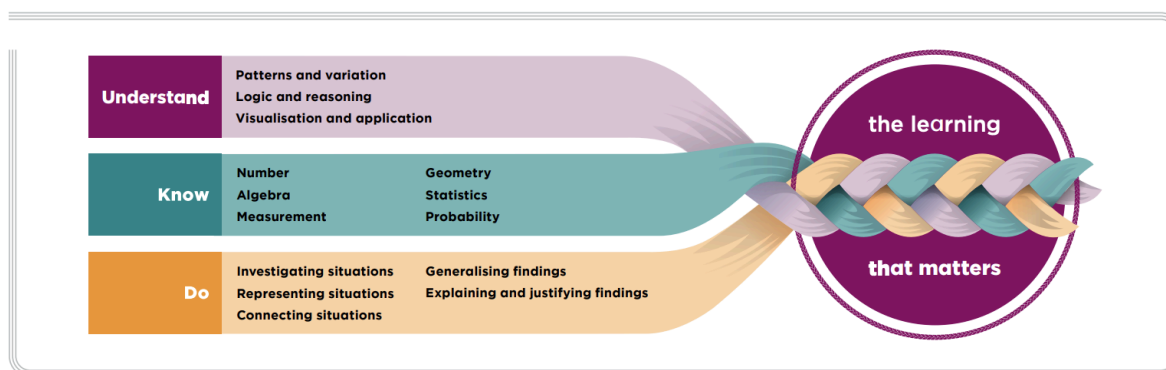 Understand
Patterns and variation
Logic and reasoning
Visualisation and application
Know
Number
Algebra
Measurement
Geometry
Statistics
Probability
Do
Investigating situations
Representing situations
Connecting situations
Generalising findings
Explaining and justifying findings
the learning
that matters